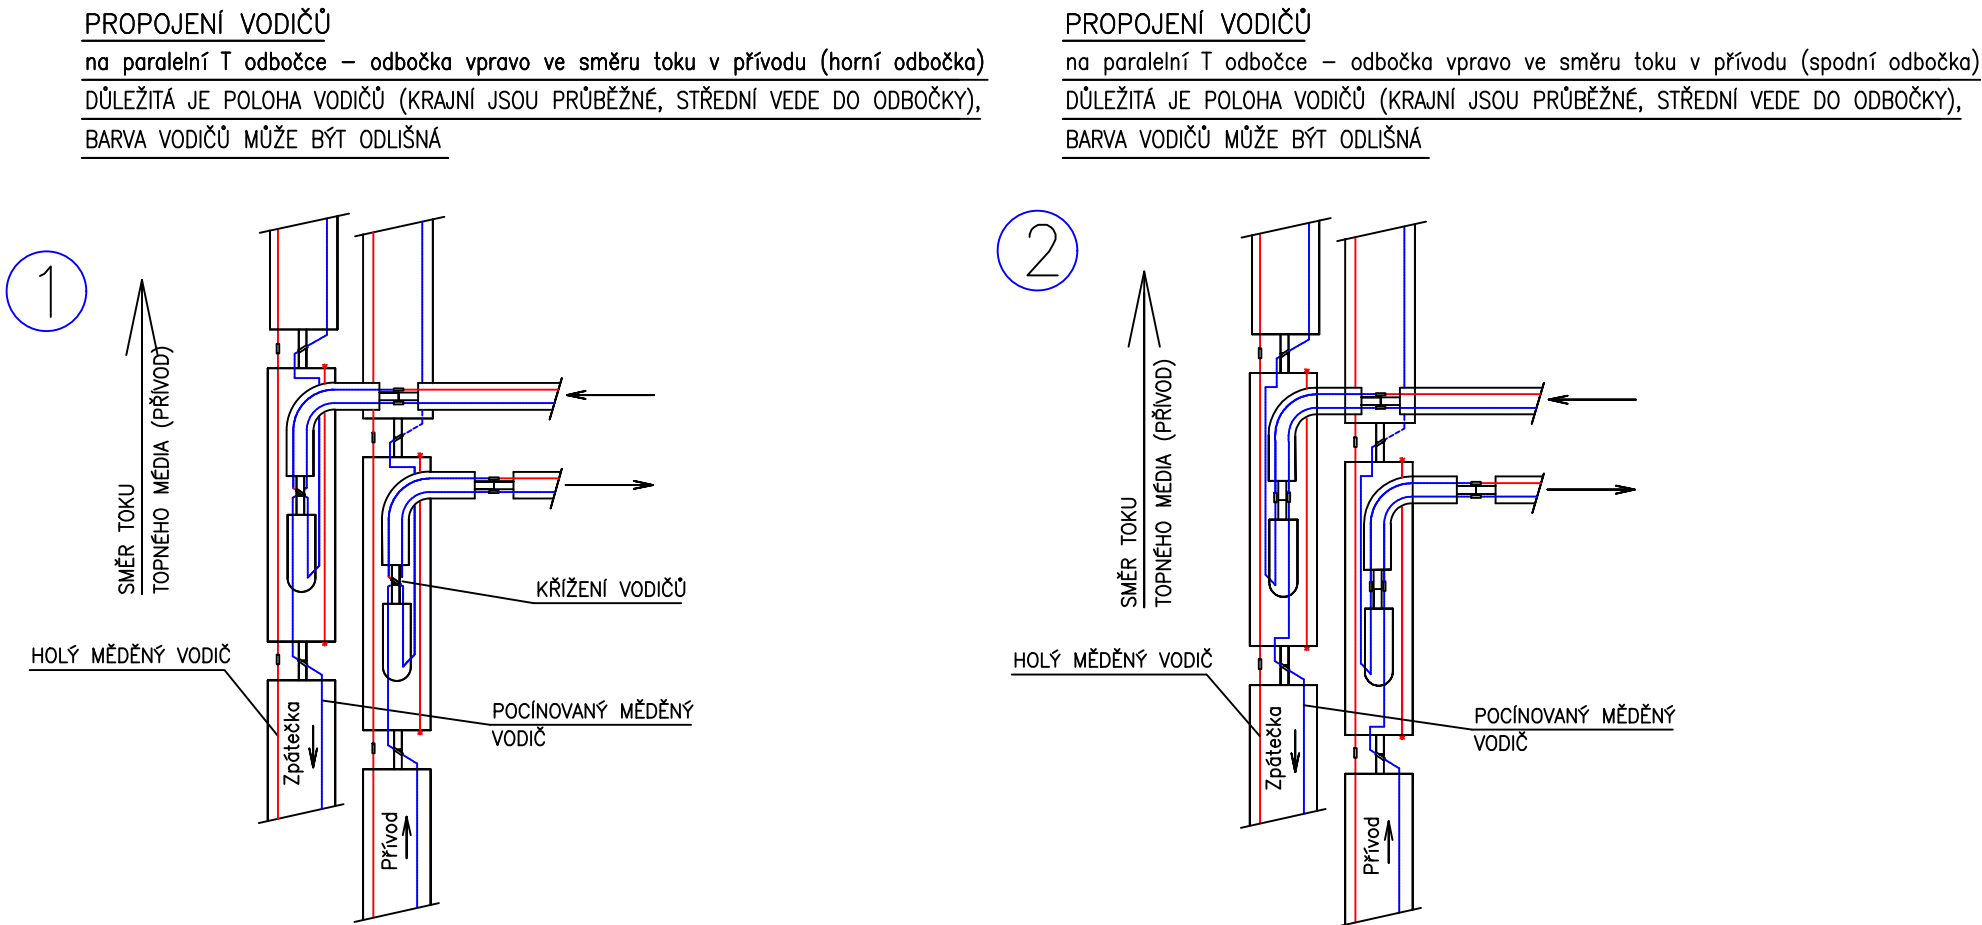 PROPOJENÍ VODIČŮ
na paralelní T odbočce – odbočka vpravo ve směru toku v přívodu (horní odbočka)
DŮLEŽITÁ JE POLOHA VODIČŮ (KRAJNÍ JSOU PRŮBĚŽNÉ, STŘEDNÍ VEDE DO ODBOČKY),
BARVA VODIČŮ MŮŽE BÝT ODLIŠNÁ
1
SMĚR TOKU
TOPNÉHO MÉDIA (PŘÍVOD)
KŘÍŽENÍ VODIČŮ
HOLÝ MĚDĚNÝ VODIČ
POCÍNOVANÝ MĚDĚNÝ
VODIČ
Zpátečka
Přívod
PROPOJENÍ VODIČŮ
na paralelní T odbočce – odbočka vpravo ve směru toku v přívodu (spodní odbočka)
DŮLEŽITÁ JE POLOHA VODIČŮ (KRAJNÍ JSOU PRŮBĚŽNÉ, STŘEDNÍ VEDE DO ODBOČKY),
BARVA VODIČŮ MŮŽE BÝT ODLIŠNÁ
2
SMĚR TOKU
TOPNÉHO MÉDIA (PŘÍVOD)
HOLÝ MĚDĚNÝ VODIČ
POCÍNOVANÝ MĚDĚNÝ
VODIČ
Zpátečka
Přívod